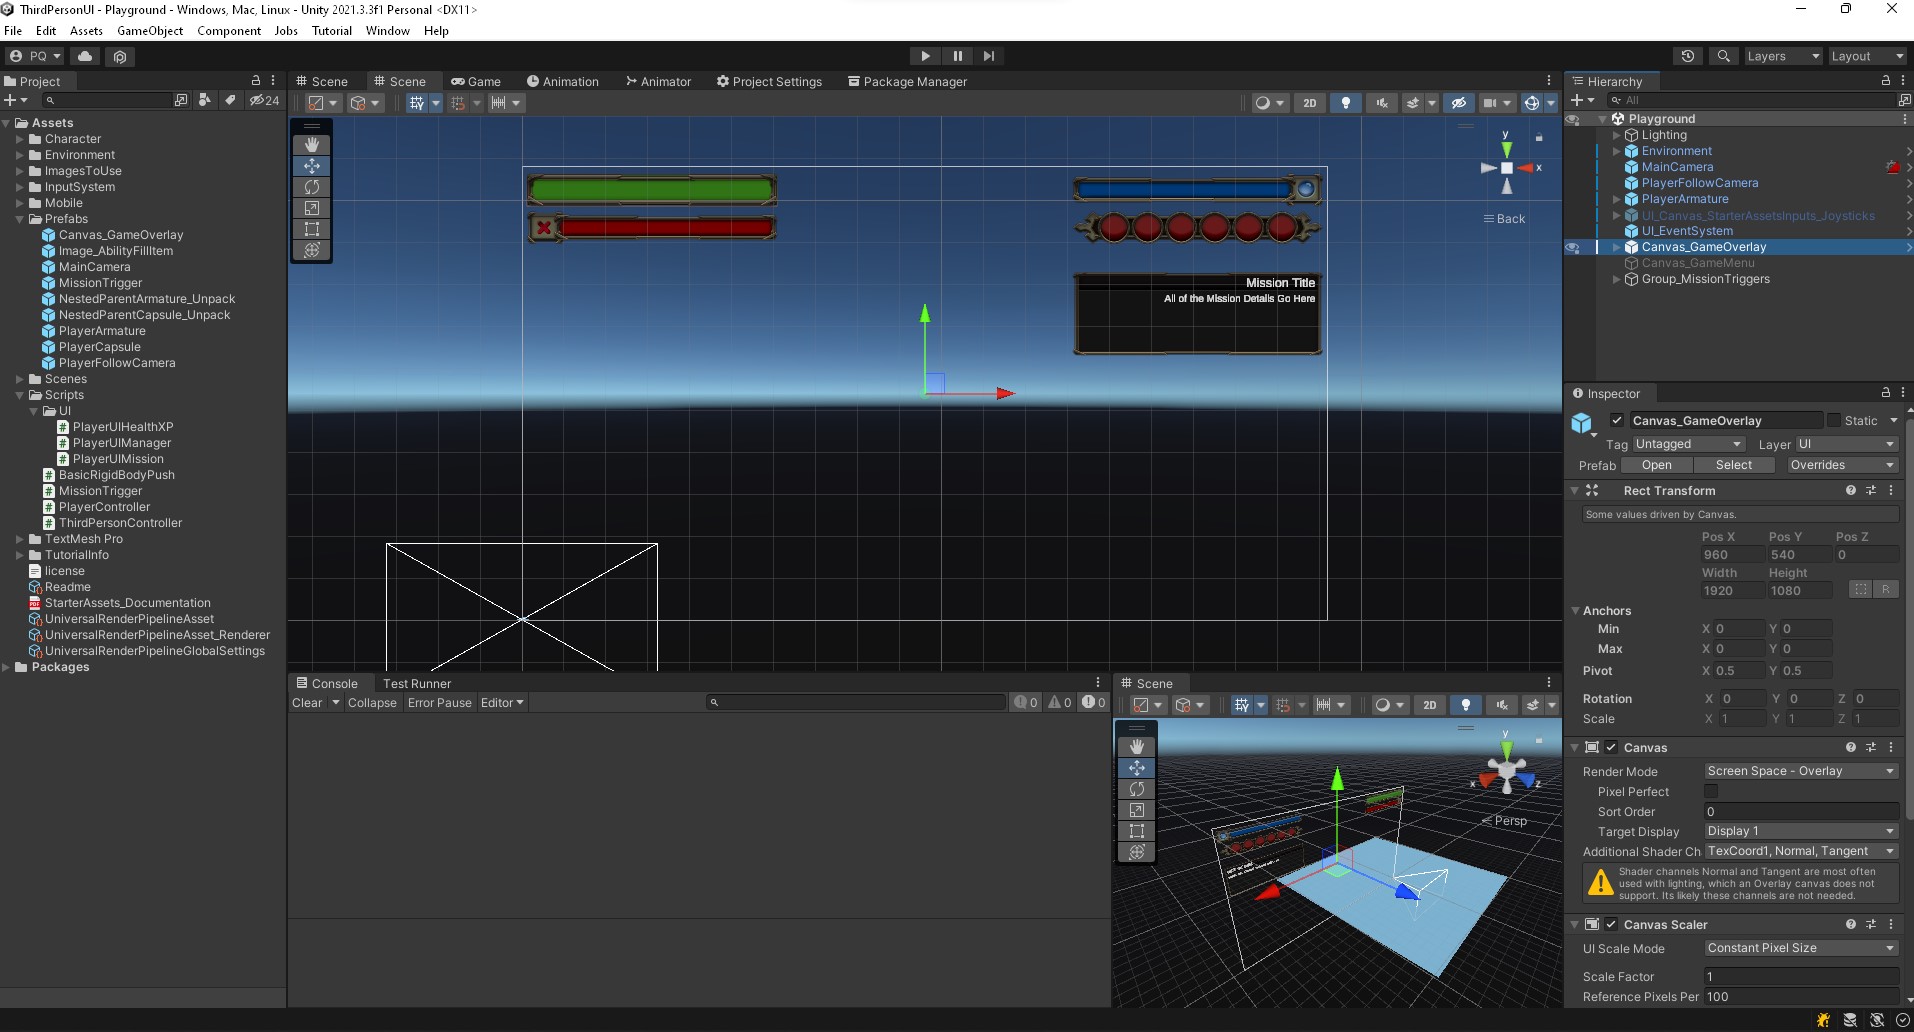 ThirdPersonUI - Playground - Windows, Mac, Linux - Unity 2021.3.3f1 Personal <DX11>
File Edit Assets GameObject Component Jobs Tutorial Window Help
PQ
Layers
Layout
Project
24
Assets
Character
Environment
ImagesToUse
InputSystem
Mobile
Prefabs
Canvas_GameOverlay
Image_AbilityFillItem
MainCamera
MissionTrigger
NestedParentArmature_Unpack
NestedParentCapsule_Unpack
PlayerArmature
PlayerCapsule
PlayerFollowCamera
Scenes
Scripts
UI
PlayerUIHealthXP
PlayerUIManager
PlayerUIMission
BasicRigidBodyPush
MissionTrigger
PlayerController
ThirdPersonController
TextMesh Pro
TutorialInfo
license
Readme
StarterAssets_Documentation
UniversalRenderPipelineAsset
UniversalRenderPipelineAsset_Renderer
UniversalRenderPipelineGlobalSettings
Packages
Scene Scene Game Animation Animator Project Settings Package Manager
2D
y
x
Back
Mission Title
All of the Mission Details Go Here
Console Test Runner
Clear Collapse Error Pause Editor
0 0 0
Scene
2D
y
x z
Persp
Hierarchy
All
Playground
Lighting
Environment
MainCamera
PlayerFollowCamera
PlayerArmature
UI_Canvas_StarterAssetsInputs_Joysticks
UI_EventSystem
Canvas_GameOverlay
Canvas_GameMenu
Group_MissionTriggers
Inspector
Canvas_GameOverlay Static
Tag Untagged Layer UI
Prefab Open Select Overrides
Rect Transform
Some values driven by Canvas.
Pos X Pos Y Pos Z
960 540 0
Width Height
1920 1080 R
Anchors
Min X 0 Y 0
Max X 0 Y 0
Pivot X 0.5 Y 0.5
Rotation X 0 Y 0 Z 0
Scale X 1 Y 1 Z 1
Canvas
Render Mode Screen Space - Overlay
Pixel Perfect
Sort Order 0
Target Display Display 1
Additional Shader Ch TexCoord1, Normal, Tangent
Shader channels Normal and Tangent are most often
used with lighting, which an Overlay canvas does not
support. Its likely these channels are not needed.
Canvas Scaler
UI Scale Mode Constant Pixel Size
Scale Factor 1
Reference Pixels Per 100